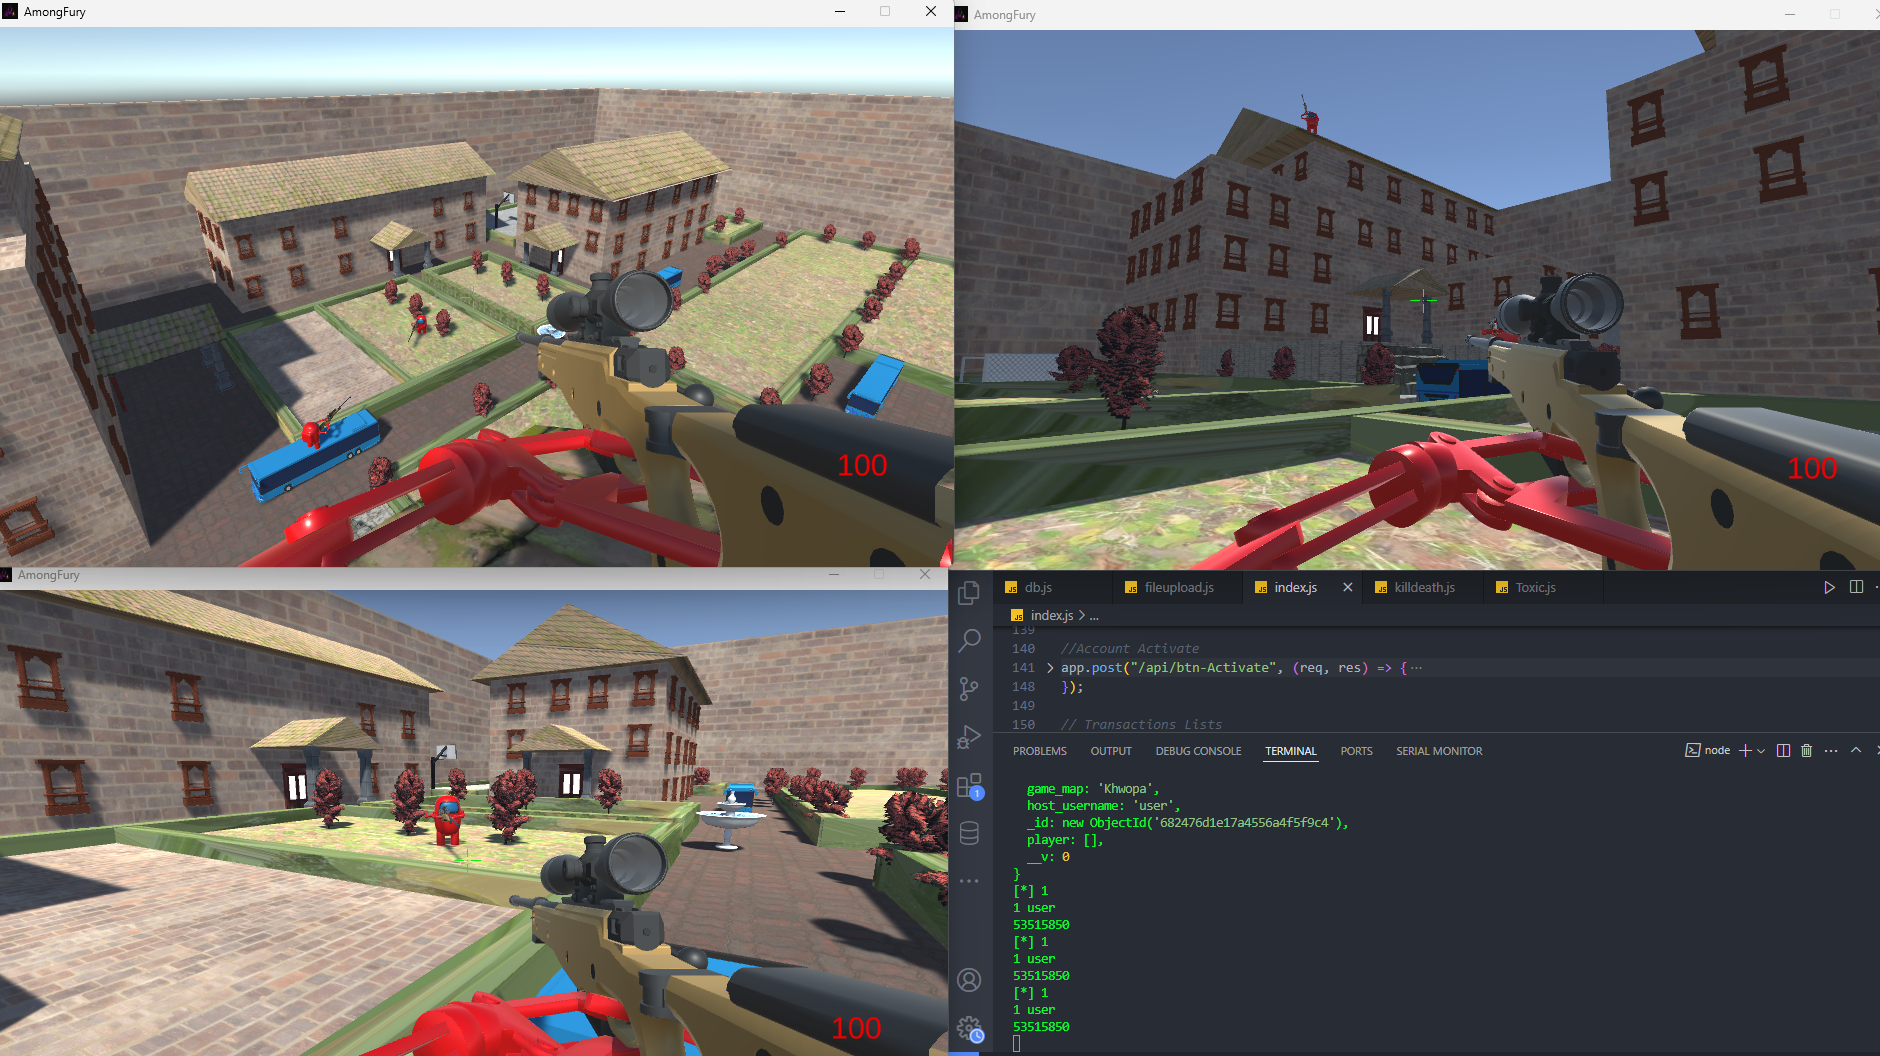 AmongFury
100
AmongFury
100
AmongFury
100
db.js
fileupload.js
index.js
killdeath.js
Toxic.js
index.js > ...
139
140 //Account Activate
141 app.post("/api/btn-Activate", (req, res) => {···
148 });
149
150 // Transactions Lists
PROBLEMS OUTPUT DEBUG CONSOLE TERMINAL PORTS SERIAL MONITOR
node
game_map: 'Khwopa',
host_username: 'user',
_id: new ObjectId('682476d1e17a4556a4f5f9c4'),
player: [],
__v: 0
}
[*] 1
1 user
53515850
[*] 1
1 user
53515850
[*] 1
1 user
53515850
1